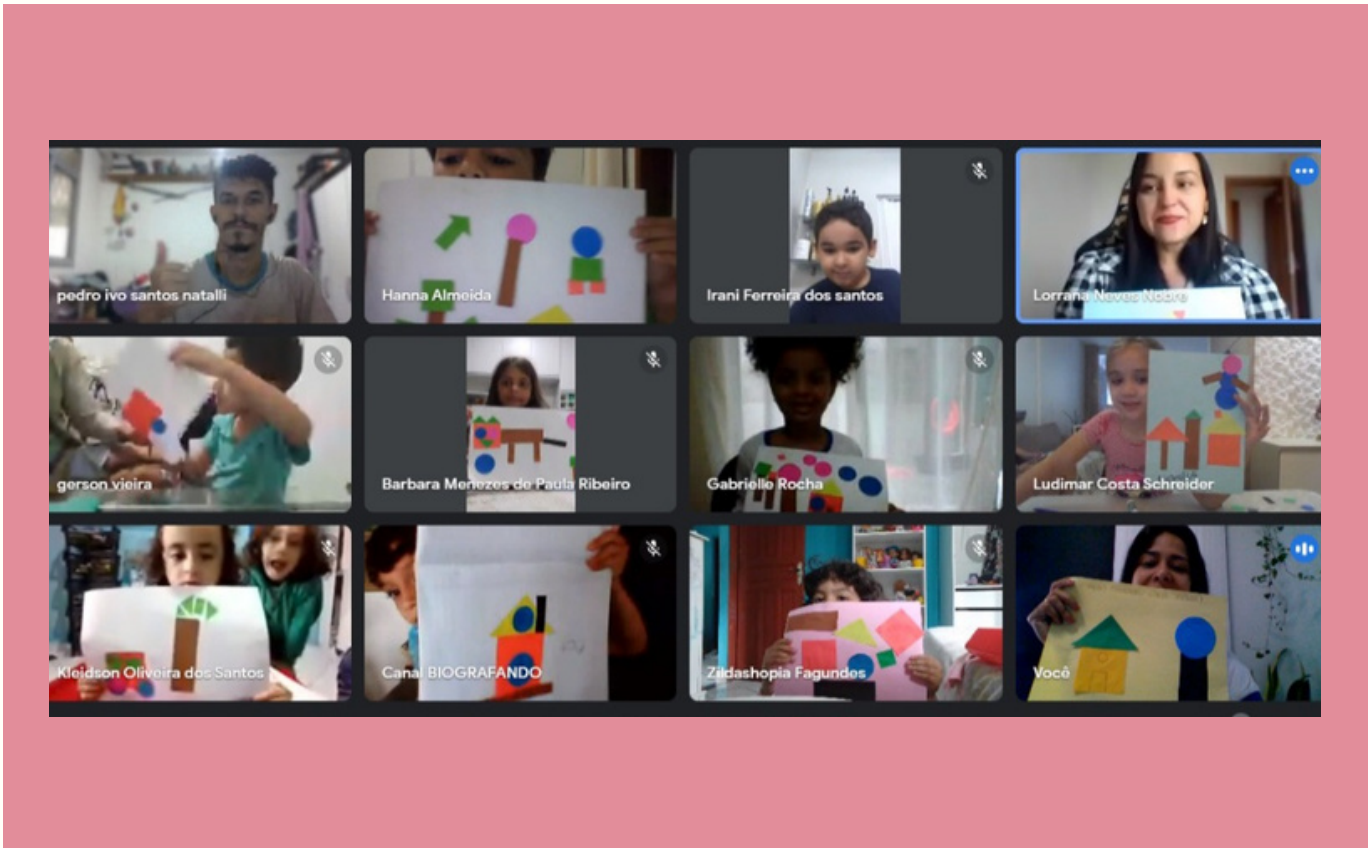 pedro ivo santos natalli
Hanna Almeida
Irani Ferreira dos santos
Lorrana Neves Nobre
gerson vieira
Barbara Menezes de Paula Ribeiro
Gabrielle Rocha
Ludimar Costa Schreider
Kleidson Oliveira dos Santos
Canal BIOGRAFANDO
Zildashopia Fagundes
Você